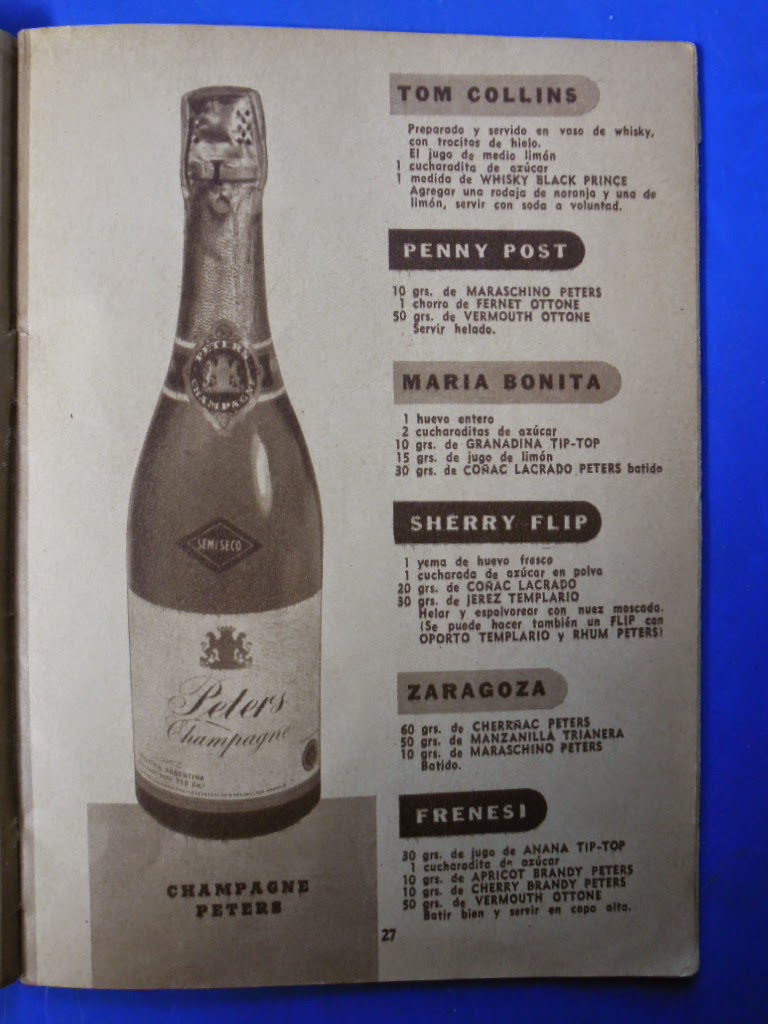 PETERS
CHAMPAGNE
SEMI SECO
Peters
Champagne
INDUSTRIA ARGENTINA
CHAMPAGNE
PETERS
TOM COLLINS
Preparado y servido en vaso de whisky,
con trocitos de hielo.
El jugo de medio limón
1 cucharadita de azúcar
1 medida de WHISKY BLACK PRINCE
Agregar una rodaja de naranja y una de
limón, servir con soda a voluntad.
PENNY POST
10 grs. de MARASCHINO PETERS
1 chorro de FERNET OTTONE
50 grs. de VERMOUTH OTTONE
Servir helado.
MARIA BONITA
1 huevo entero
2 cucharaditas de azúcar
10 grs. de GRANADINA TIP-TOP
15 grs. de jugo de limón
30 grs. de COÑAC LACRADO PETERS batido
SHERRY FLIP
1 yema de huevo fresco
1 cucharada de azúcar en polvo
20 grs. de COÑAC LACRADO
30 grs. de JEREZ TEMPLARIO
Helar y espolvorear con nuez moscada.
(Se puede hacer también un FLIP con
OPORTO TEMPLARIO y RHUM PETERS)
ZARAGOZA
60 grs. de CHERRÑAC PETERS
50 grs. de MANZANILLA TRIANERA
10 grs. de MARASCHINO PETERS
Batido.
FRENESI
30 grs. de jugo de ANANA TIP-TOP
1 cucharadita de azúcar
10 grs. de APRICOT BRANDY PETERS
10 grs. de CHERRY BRANDY PETERS
50 grs. de VERMOUTH OTTONE
Batir bien y servir en copa alta.
27